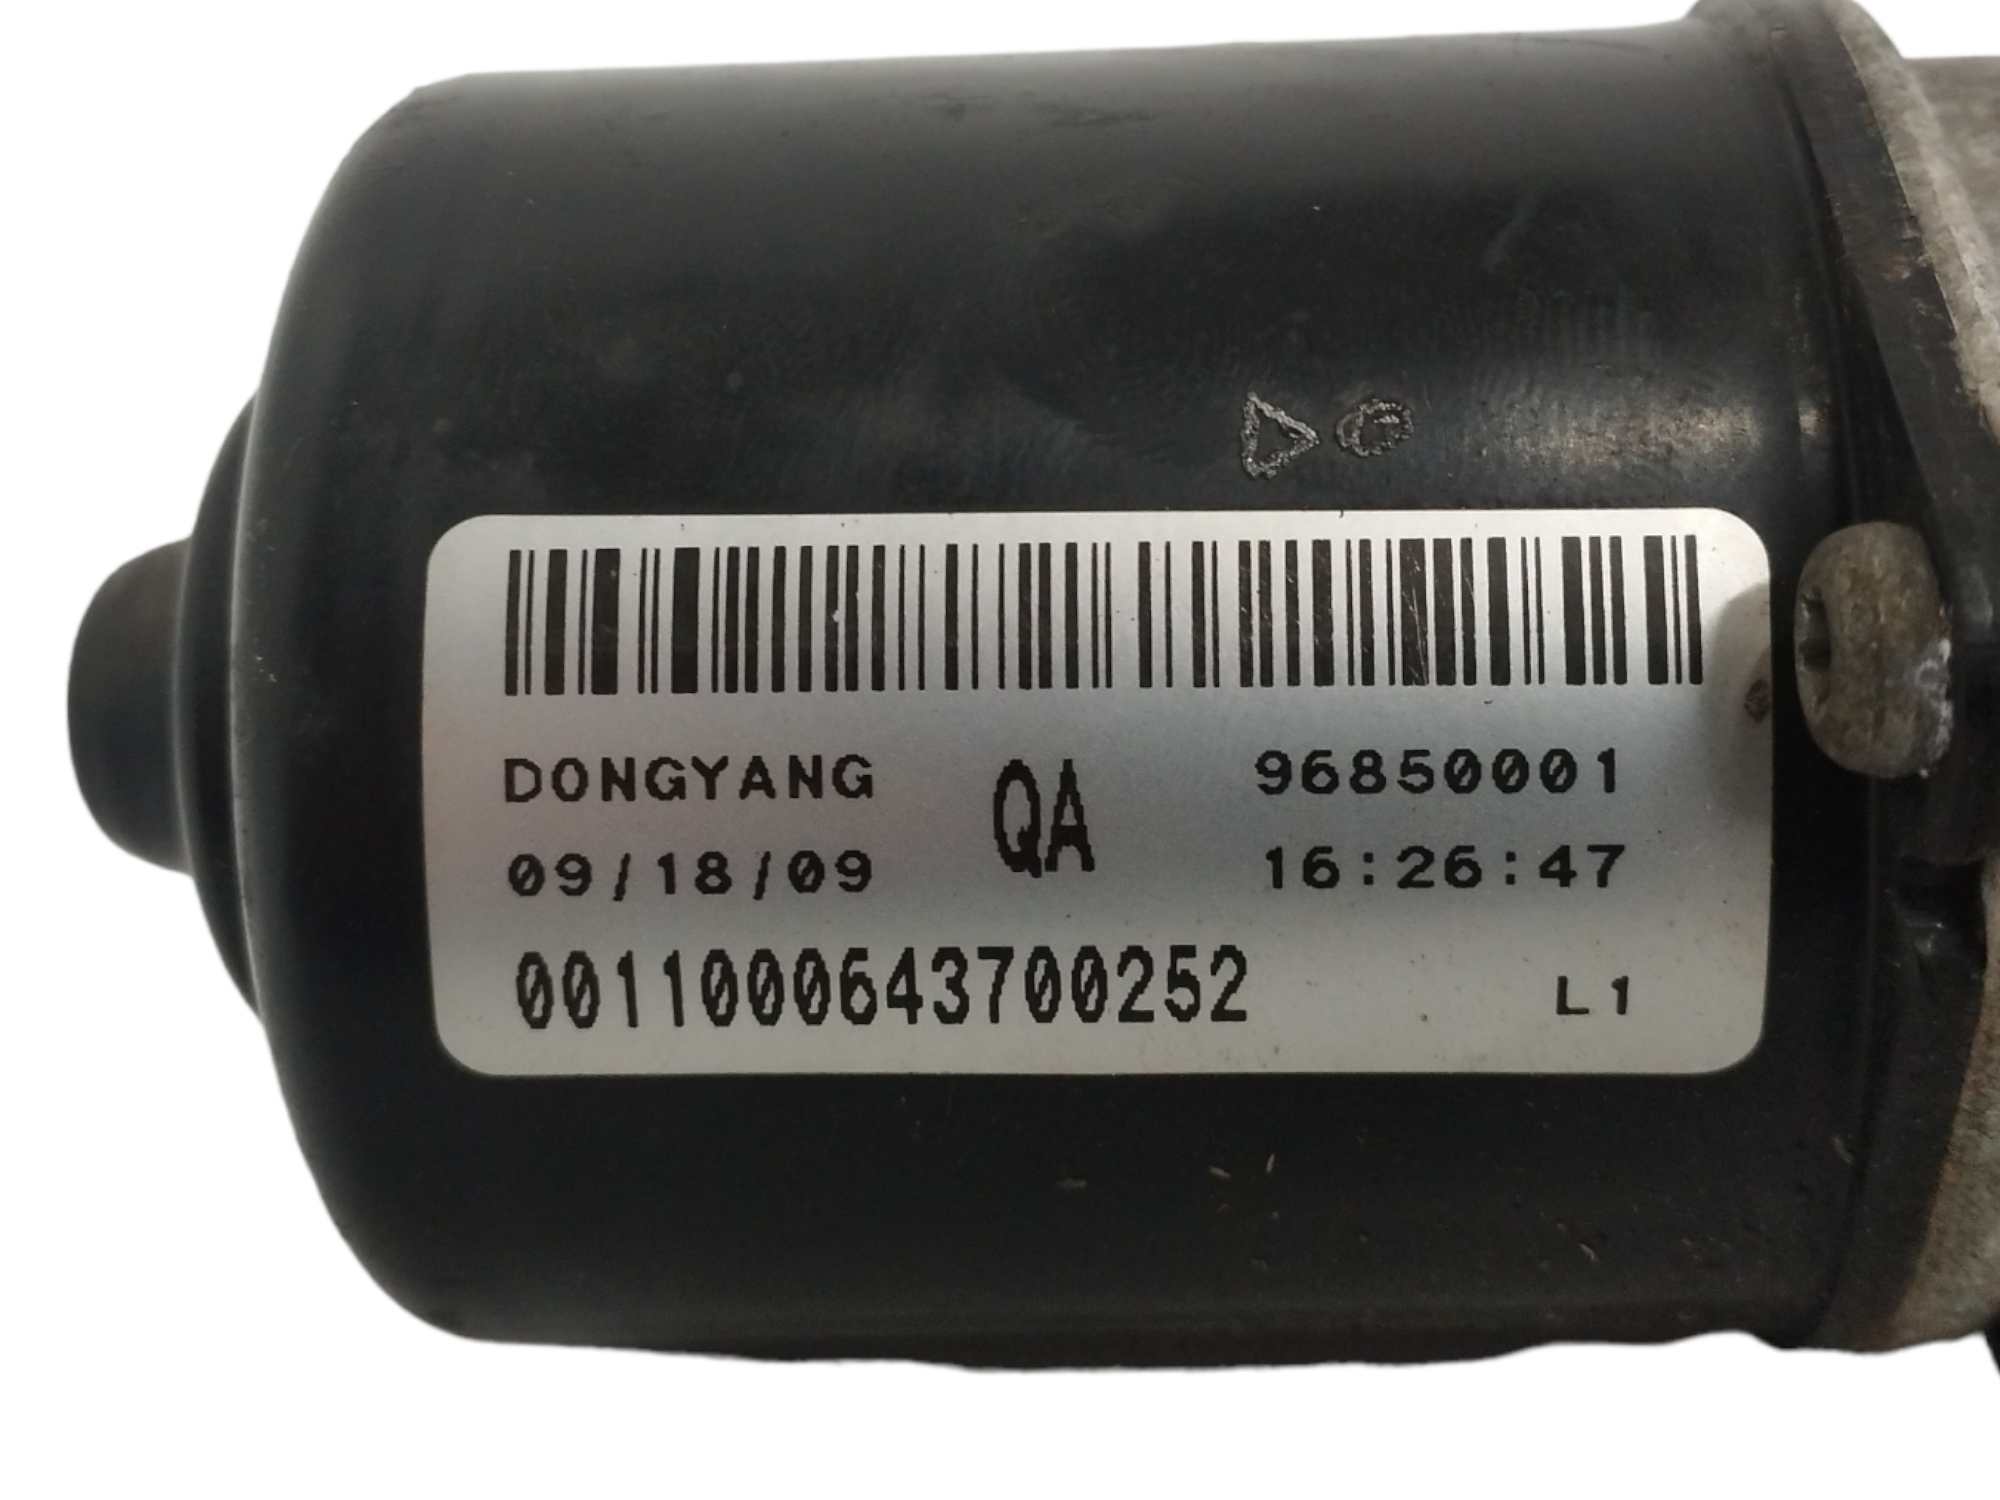 DONGYANG QA 96850001
09/18/09 16:26:47
0011000643700252 L1